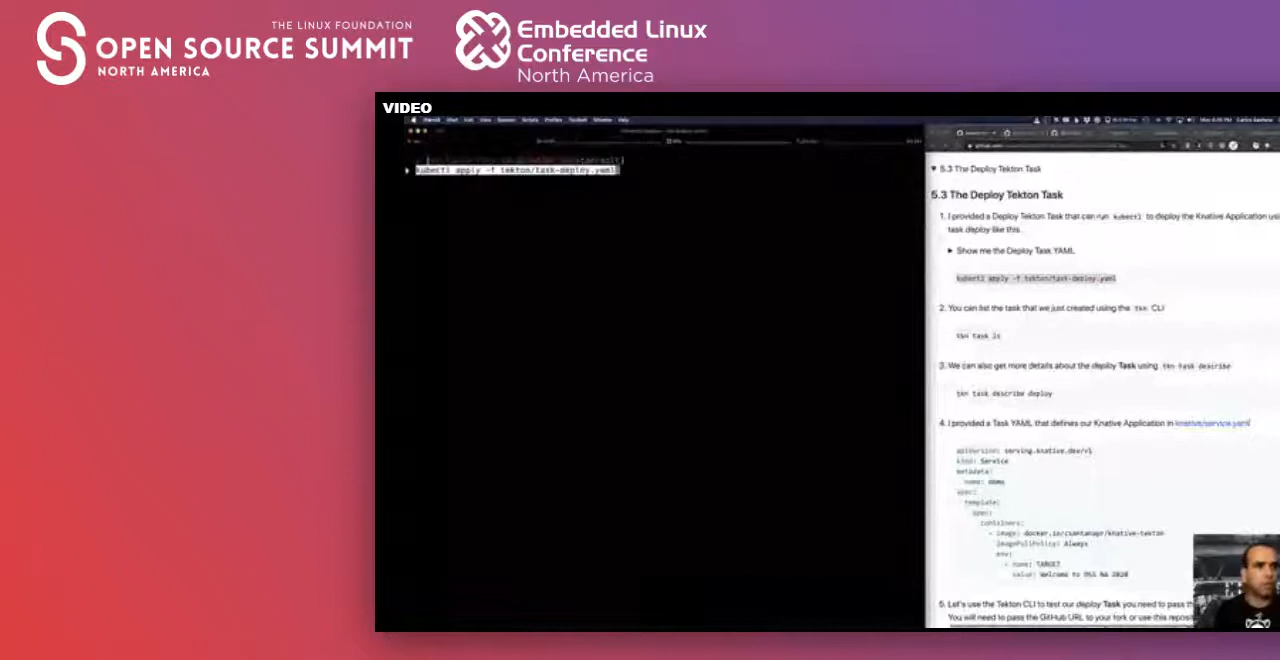 THE LINUX FOUNDATION
OPEN SOURCE SUMMIT
NORTH AMERICA
Embedded Linux
Conference
North America
VIDEO
kubectl apply -f tekton/task-deploy.yaml
5.3 The Deploy Tekton Task
5.3 The Deploy Tekton Task
1. I provided a Deploy Tekton Task that can run kubectl to deploy the Knative Application usi
task deploy like this.
Show me the Deploy Task YAML
kubectl apply -f tekton/task-deploy.yaml
2. You can list the task that we just created using the tkn CLI
tkn task ls
3. We can also get more details about the deploy Task using tkn task describe
tkn task describe deploy
4. I provided a Task YAML that defines our Knative Application in knative/service.yaml
apiVersion: serving.knative.dev/v1
kind: Service
metadata:
name: demo
spec:
template:
spec:
containers:
- image: docker.io/csantanapr/knative-tekton
imagePullPolicy: Always
env:
- name: TARGET
value: Welcome to OSS NA 2020
5. Let's use the Tekton CLI to test our deploy Task you need to pass th
You will need to pass the GitHub URL to your fork or use this reposit